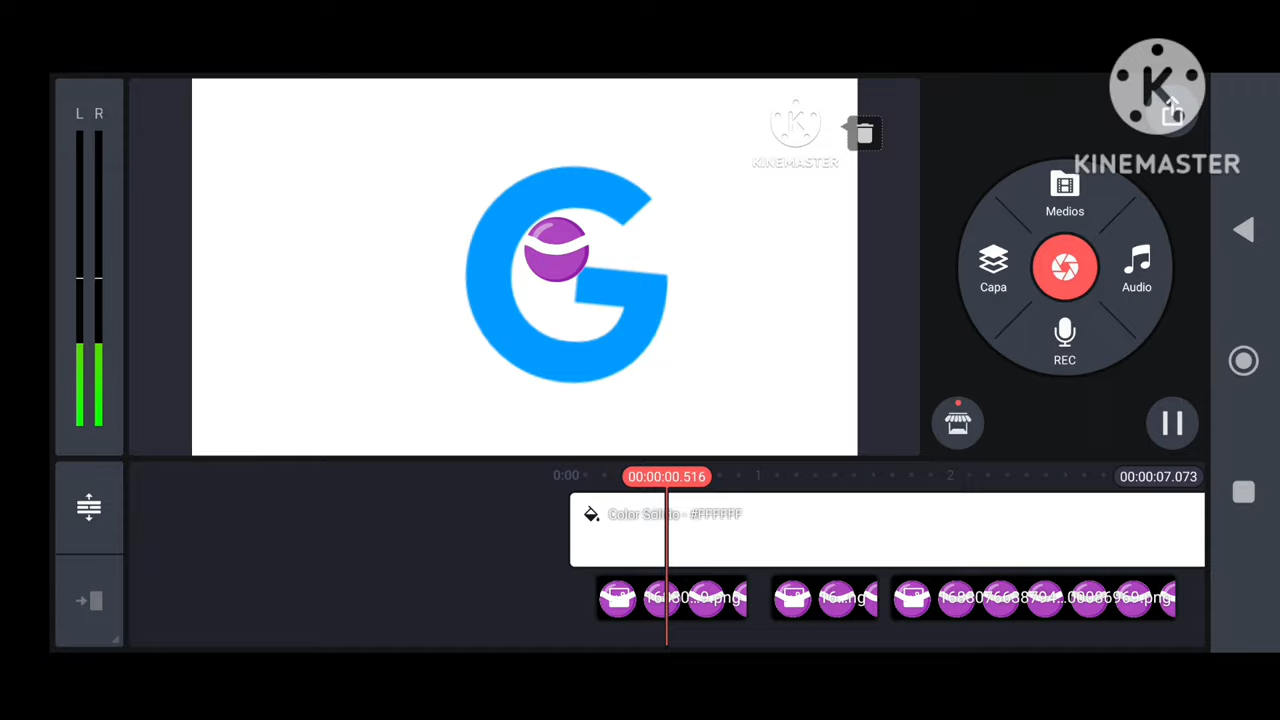 L R
G
KINEMASTER
KINEMASTER
Medios
Capa
Audio
REC
0:00
00:00:00.516
1
2
00:00:07.073
Color Sólido - #FFFFFF